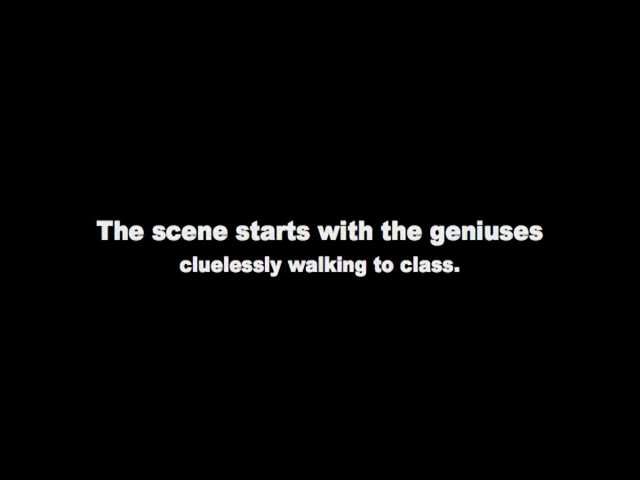 The scene starts with the geniuses
cluelessly walking to class.